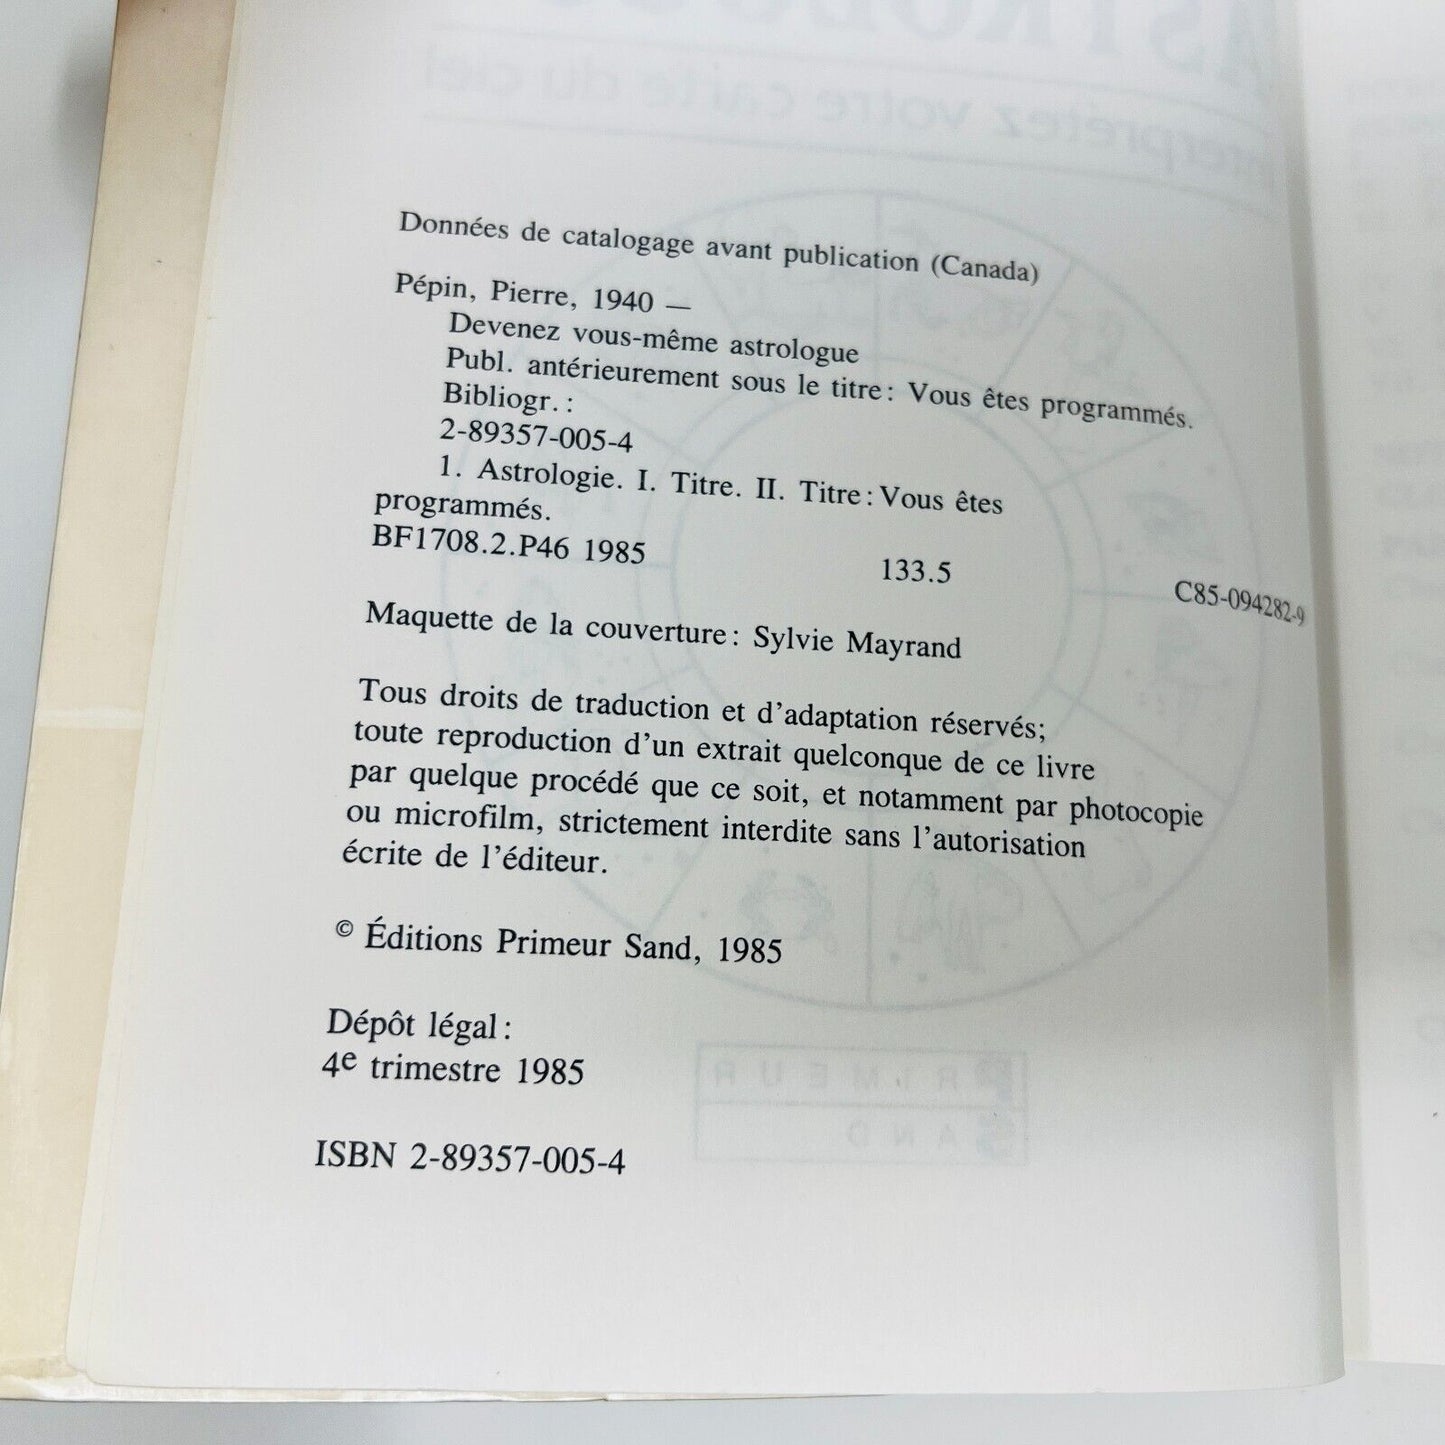 Données de catalogage avant publication (Canada)
Pépin, Pierre, 1940 —
Devenez vous-même astrologue
Publ. antérieurement sous le titre : Vous êtes programmés.
Bibliogr. :
2-89357-005-4
1. Astrologie. I. Titre. II. Titre : Vous êtes
programmés.
BF1708.2.P46 1985 133.5 C85-094282-9
Maquette de la couverture : Sylvie Mayrand
Tous droits de traduction et d'adaptation réservés;
toute reproduction d'un extrait quelconque de ce livre
par quelque procédé que ce soit, et notamment par photocopie
ou microfilm, strictement interdite sans l'autorisation
écrite de l'éditeur.
© Éditions Primeur Sand, 1985
Dépôt légal :
4e trimestre 1985
ISBN 2-89357-005-4